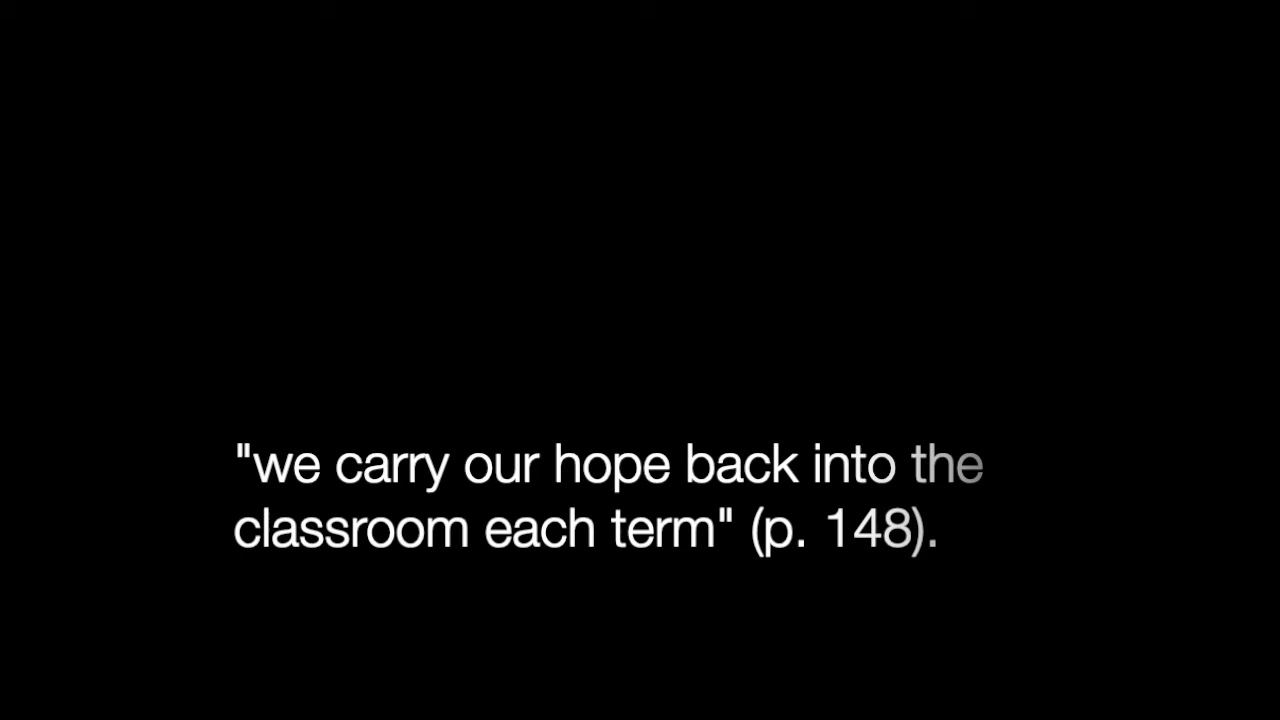 "we carry our hope back into the
classroom each term" (p. 148).